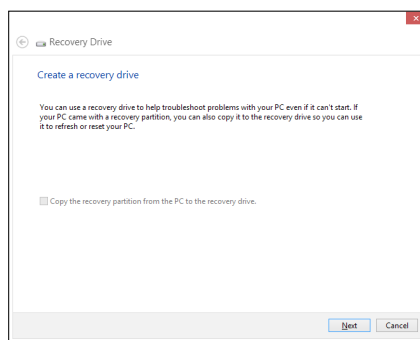 Recovery Drive
Create a recovery drive
You can use a recovery drive to help troubleshoot problems with your PC even if it can't start. If
your PC came with a recovery partition, you can also copy it to the recovery drive so you can use
it to refresh or reset your PC.
Copy the recovery partition from the PC to the recovery drive.
Next Cancel